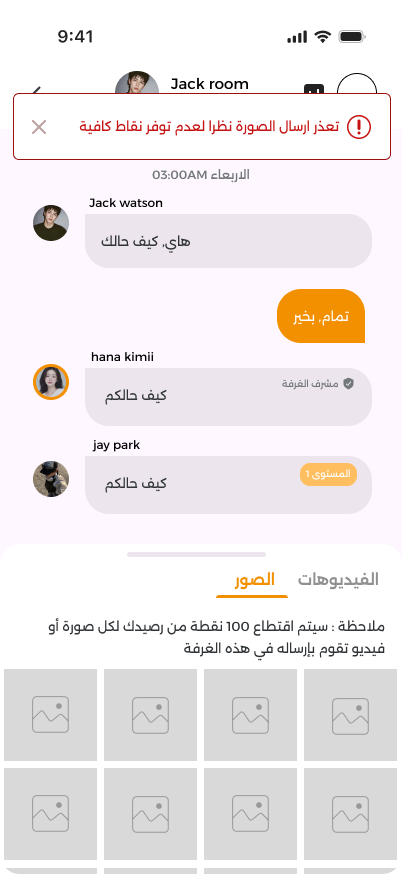 9:41
Jack room
تعذر ارسال الصورة نظرا لعدم توفر نقاط كافية
الاربعاء 03:00AM
Jack watson
هاي, كيف حالك
تمام, بخير
hana kimii
مشرف الغرفة
كيف حالكم
jay park
المستوى 1
كيف حالكم
الفيديوهات
الصور
ملاحظة : سيتم اقتطاع 100 نقطة من رصيدك لكل صورة أو
فيديو تقوم بإرساله في هذه الغرفة